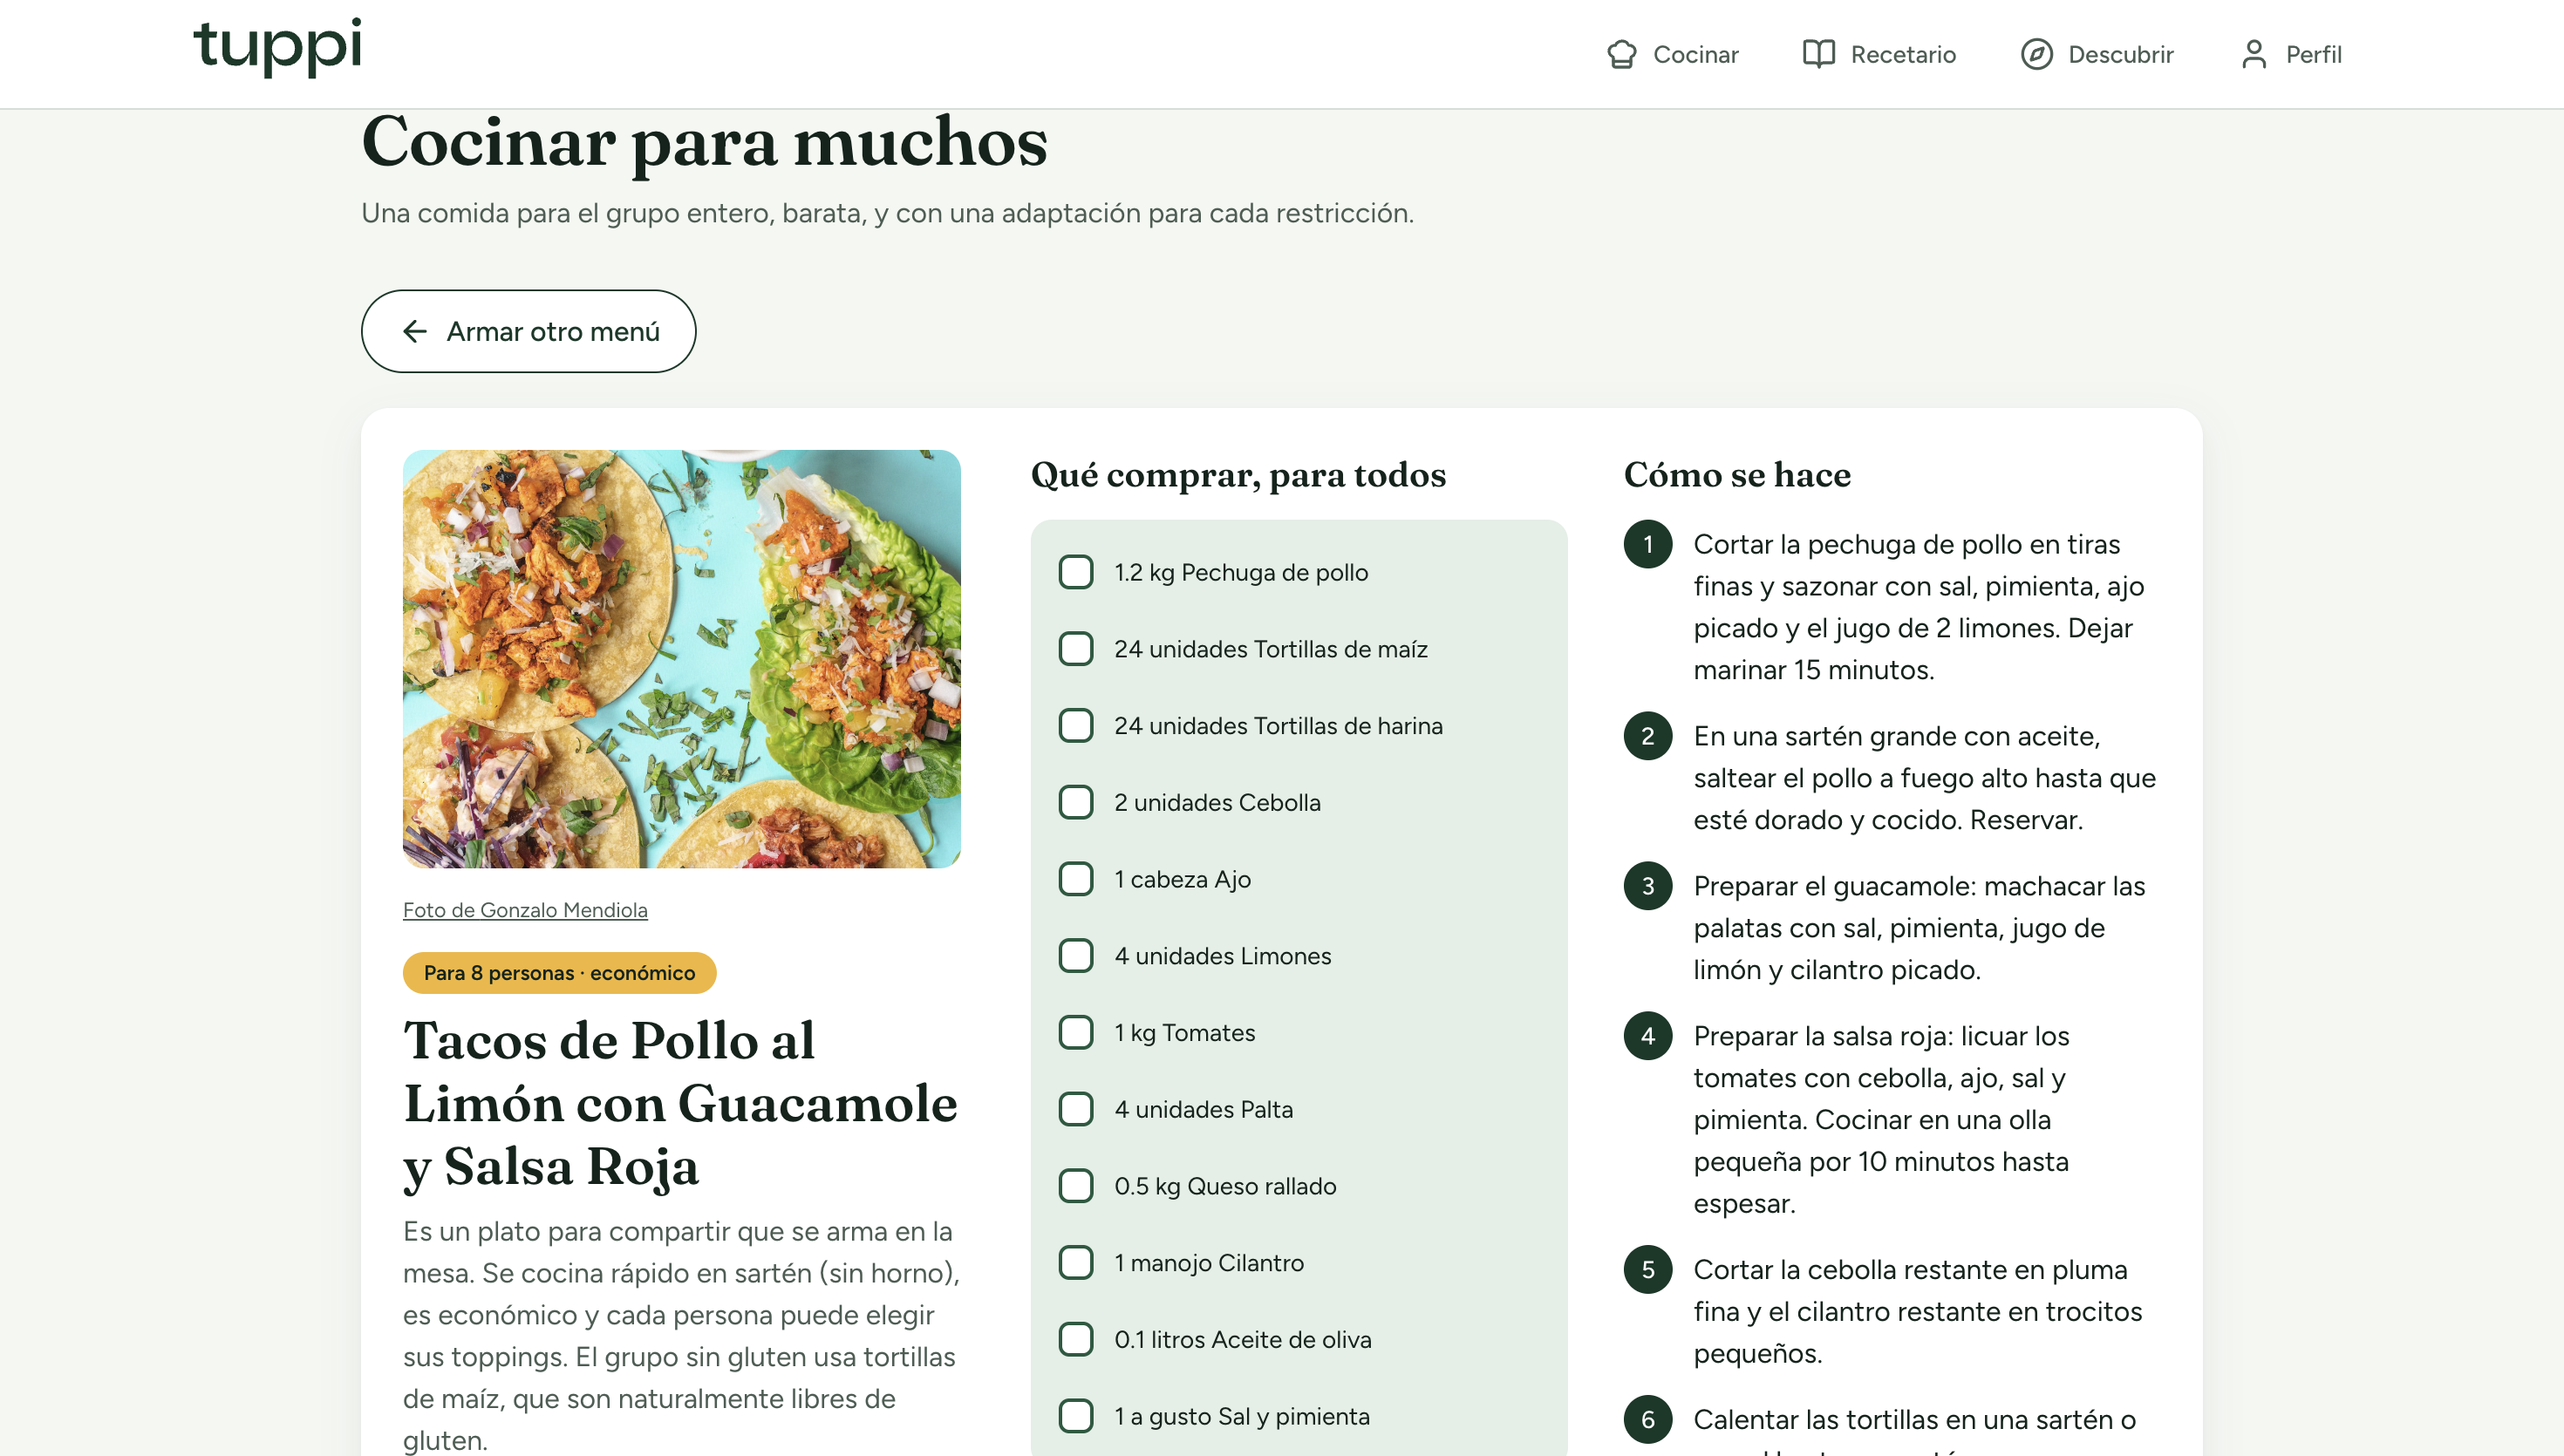 tuppi
Cocinar
Recetario
Descubrir
Perfil
Cocinar para muchos
Una comida para el grupo entero, barata, y con una adaptación para cada restricción.
← Armar otro menú
Foto de Gonzalo Mendiola
Para 8 personas · económico
Tacos de Pollo al
Limón con Guacamole
y Salsa Roja
Es un plato para compartir que se arma en la
mesa. Se cocina rápido en sartén (sin horno),
es económico y cada persona puede elegir
sus toppings. El grupo sin gluten usa tortillas
de maíz, que son naturalmente libres de
gluten.
Qué comprar, para todos
1.2 kg Pechuga de pollo
24 unidades Tortillas de maíz
24 unidades Tortillas de harina
2 unidades Cebolla
1 cabeza Ajo
4 unidades Limones
1 kg Tomates
4 unidades Palta
0.5 kg Queso rallado
1 manojo Cilantro
0.1 litros Aceite de oliva
1 a gusto Sal y pimienta
Cómo se hace
1 Cortar la pechuga de pollo en tiras
finas y sazonar con sal, pimienta, ajo
picado y el jugo de 2 limones. Dejar
marinar 15 minutos.
2 En una sartén grande con aceite,
saltear el pollo a fuego alto hasta que
esté dorado y cocido. Reservar.
3 Preparar el guacamole: machacar las
palatas con sal, pimienta, jugo de
limón y cilantro picado.
4 Preparar la salsa roja: licuar los
tomates con cebolla, ajo, sal y
pimienta. Cocinar en una olla
pequeña por 10 minutos hasta
espesar.
5 Cortar la cebolla restante en pluma
fina y el cilantro restante en trocitos
pequeños.
6 Calentar las tortillas en una sartén o